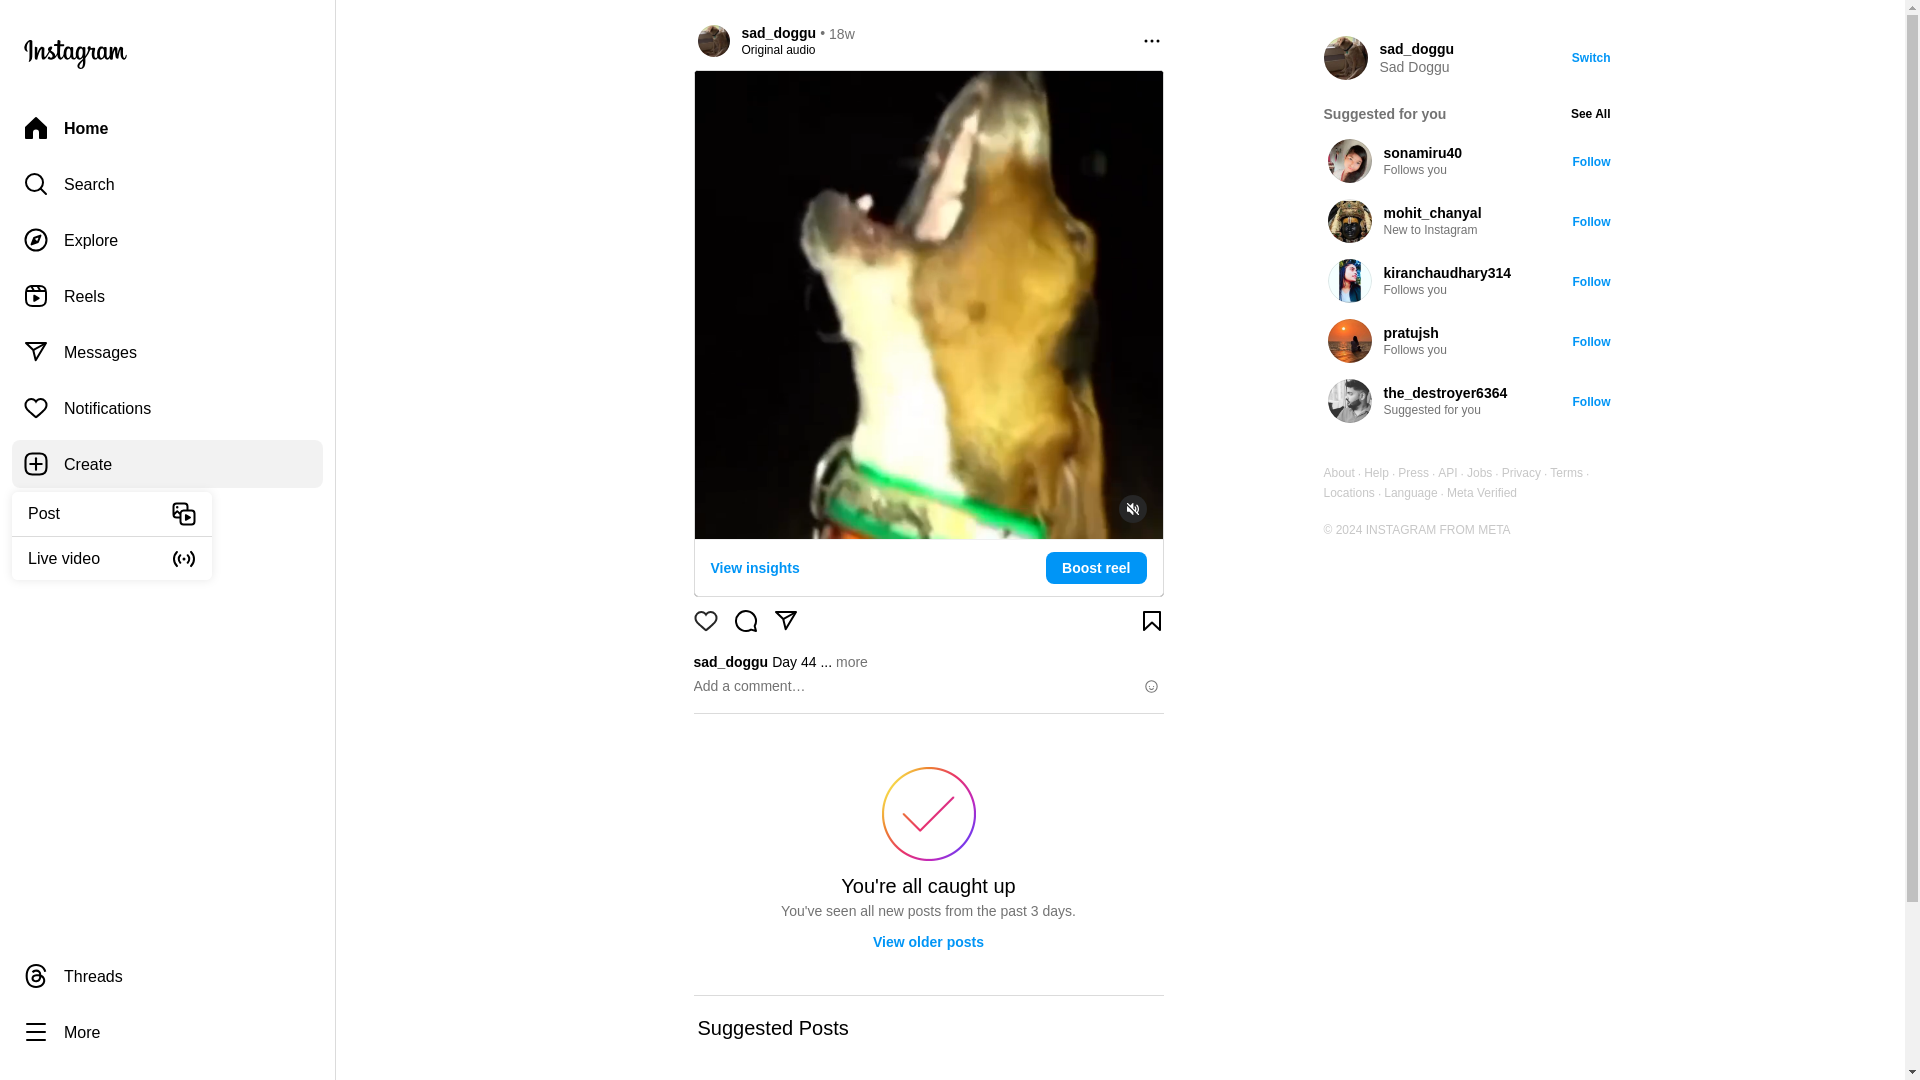 Instagram
Home
Search
Explore
Reels
Messages
Notifications
Create
Post
Live video
Threads
More
sad_doggu • 18w
Original audio
View insights
Boost reel
sad_doggu Day 44 ... more
Add a comment…
You're all caught up
You've seen all new posts from the past 3 days.
View older posts
Suggested Posts
sad_doggu
Sad Doggu
Switch
Suggested for you
See All
sonamiru40
Follows you
Follow
mohit_chanyal
New to Instagram
Follow
kiranchaudhary314
Follows you
Follow
pratujsh
Follows you
Follow
the_destroyer6364
Suggested for you
Follow
About · Help · Press · API · Jobs · Privacy · Terms ·
Locations · Language · Meta Verified
© 2024 INSTAGRAM FROM META